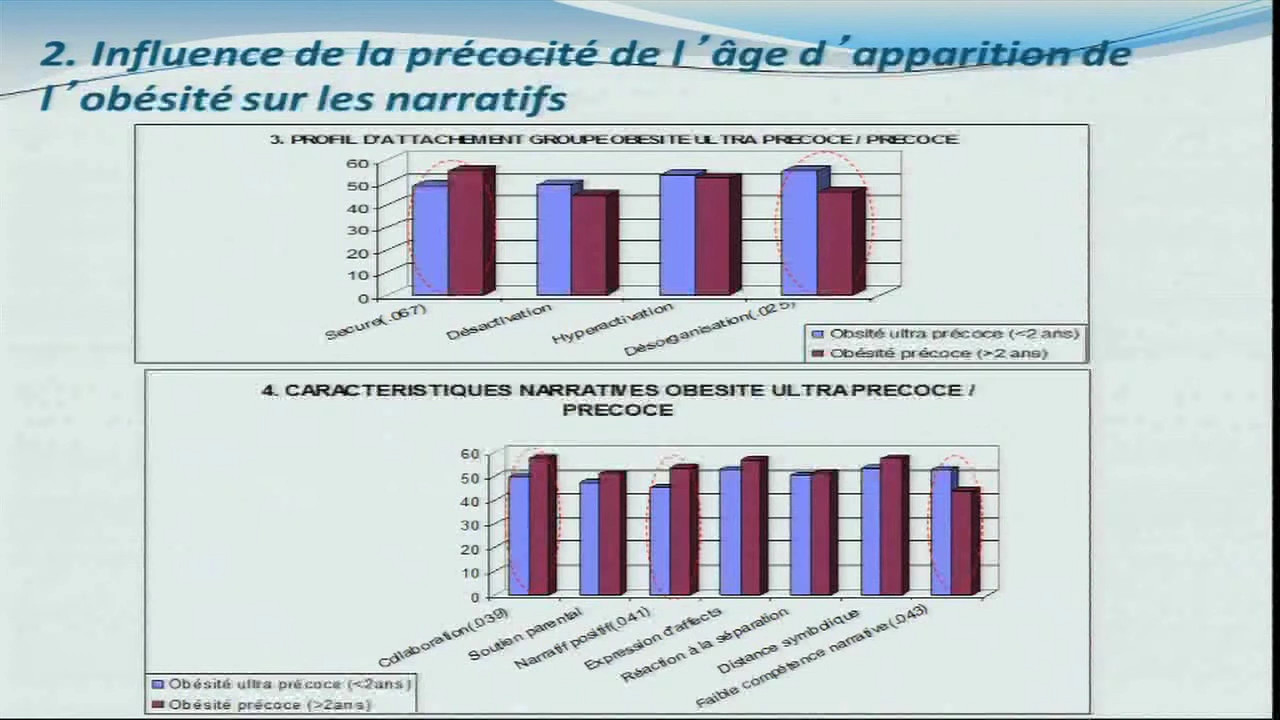 2. Influence de la précocité de l ’âge d ’apparition de
l ’obésité sur les narratifs
3. PROFIL D'ATTACHEMENT GROUPE OBESITE ULTRA PRECOCE / PRECOCE
60
50
40
30
20
10
0
Secure(.067)
Désactivation
Hyperactivation
Désorganisation(.025)
Obsité ultra précoce (<2 ans)
Obésité précoce (>2 ans)
4. CARACTERISTIQUES NARRATIVES OBESITE ULTRA PRECOCE /
PRECOCE
60
50
40
30
20
10
0
Collaboration(.039)
Soutien parental
Narratif positif(.041)
Expression d'affects
Réaction à la séparation
Distance symbolique
Faible compétence narrative(.043)
Obésité ultra précoce (<2ans)
Obésité précoce (>2ans)